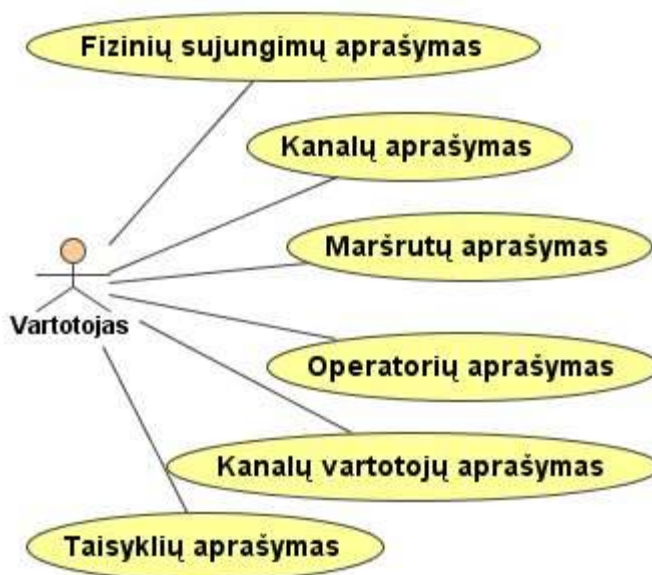 Fizinių sujungimų aprašymas
Kanalų aprašymas
Maršrutų aprašymas
Vartotojas
Operatorių aprašymas
Kanalų vartotojų aprašymas
Taisyklių aprašymas